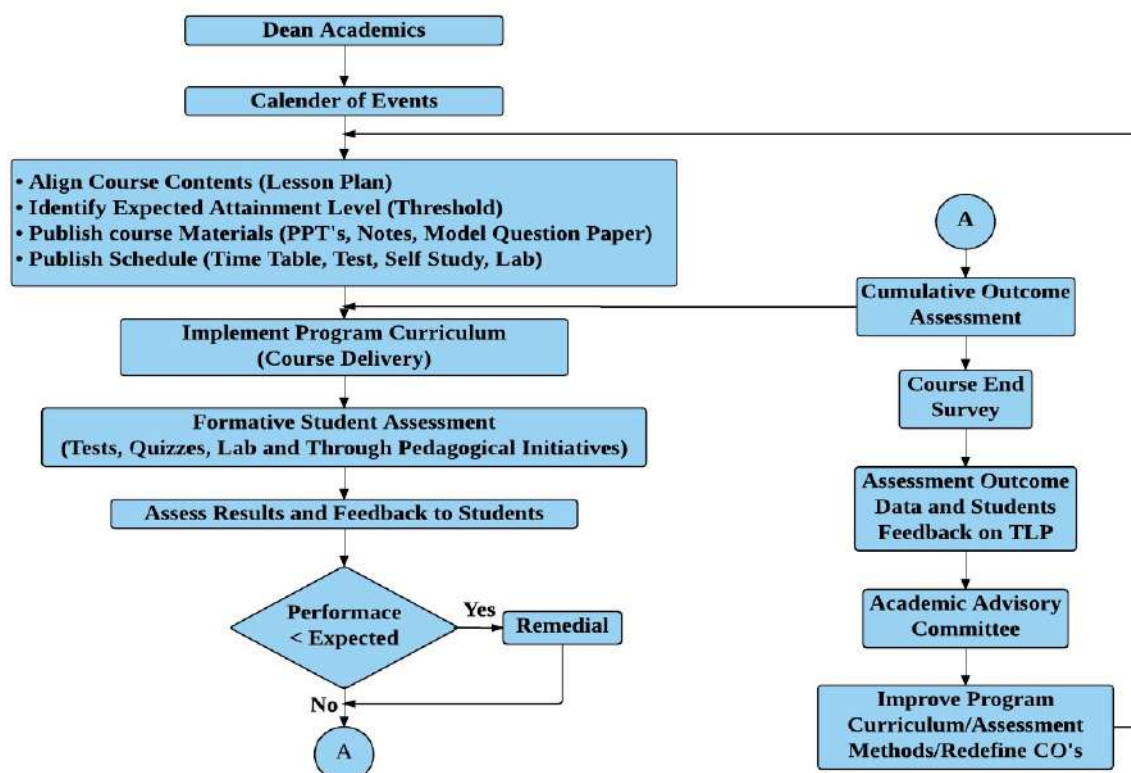 Dean Academics
Calender of Events
• Align Course Contents (Lesson Plan)
• Identify Expected Attainment Level (Threshold)
• Publish course Materials (PPT's, Notes, Model Question Paper)
• Publish Schedule (Time Table, Test, Self Study, Lab)
Implement Program Curriculum
(Course Delivery)
Formative Student Assessment
(Tests, Quizzes, Lab and Through Pedagogical Initiatives)
Assess Results and Feedback to Students
Performace
< Expected
Yes
Remedial
No
A
A
Cumulative Outcome
Assessment
Course End
Survey
Assessment Outcome
Data and Students
Feedback on TLP
Academic Advisory
Committee
Improve Program
Curriculum/Assessment
Methods/Redefine CO's